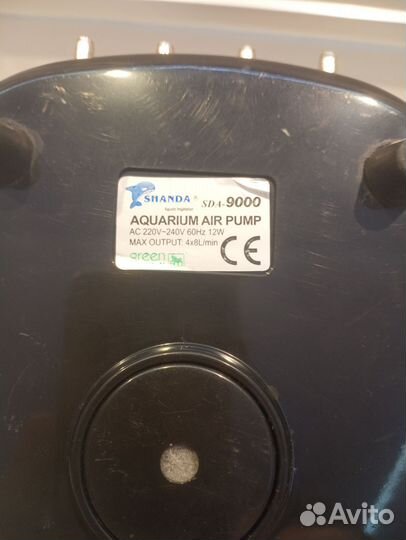 SHANDA® SDA-9000
AQUARIUM AIR PUMP
AC 220V~240V 60Hz 12W
MAX OUTPUT: 4x8L/min
green
CE
Avito